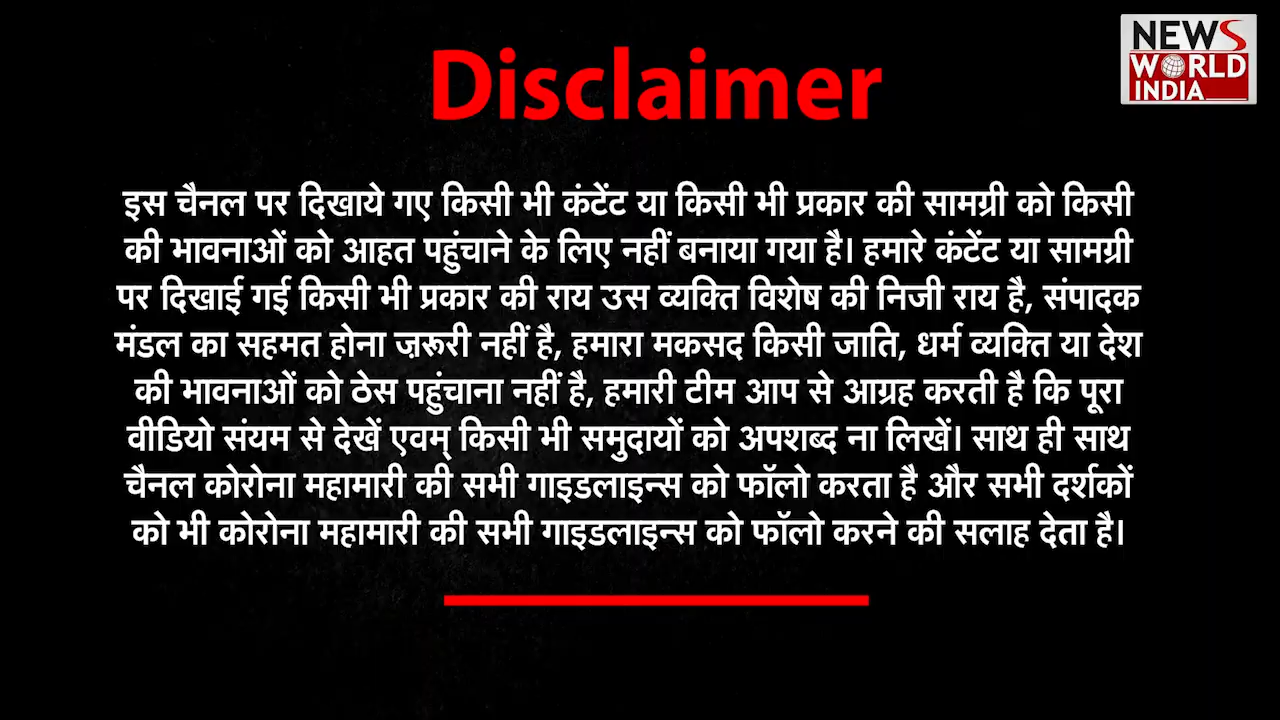 NEWS
WORLD
INDIA
Disclaimer
इस चैनल पर दिखाये गए किसी भी कंटेंट या किसी भी प्रकार की सामग्री को किसी
की भावनाओं को आहत पहुंचाने के लिए नहीं बनाया गया है। हमारे कंटेंट या सामग्री
पर दिखाई गई किसी भी प्रकार की राय उस व्यक्ति विशेष की निजी राय है, संपादक
मंडल का सहमत होना ज़रूरी नहीं है, हमारा मकसद किसी जाति, धर्म व्यक्ति या देश
की भावनाओं को ठेस पहुंचाना नहीं है, हमारी टीम आप से आग्रह करती है कि पूरा
वीडियो संयम से देखें एवम् किसी भी समुदायों को अपशब्द ना लिखें। साथ ही साथ
चैनल कोरोना महामारी की सभी गाइडलाइन्स को फॉलो करता है और सभी दर्शकों
को भी कोरोना महामारी की सभी गाइडलाइन्स को फॉलो करने की सलाह देता है।